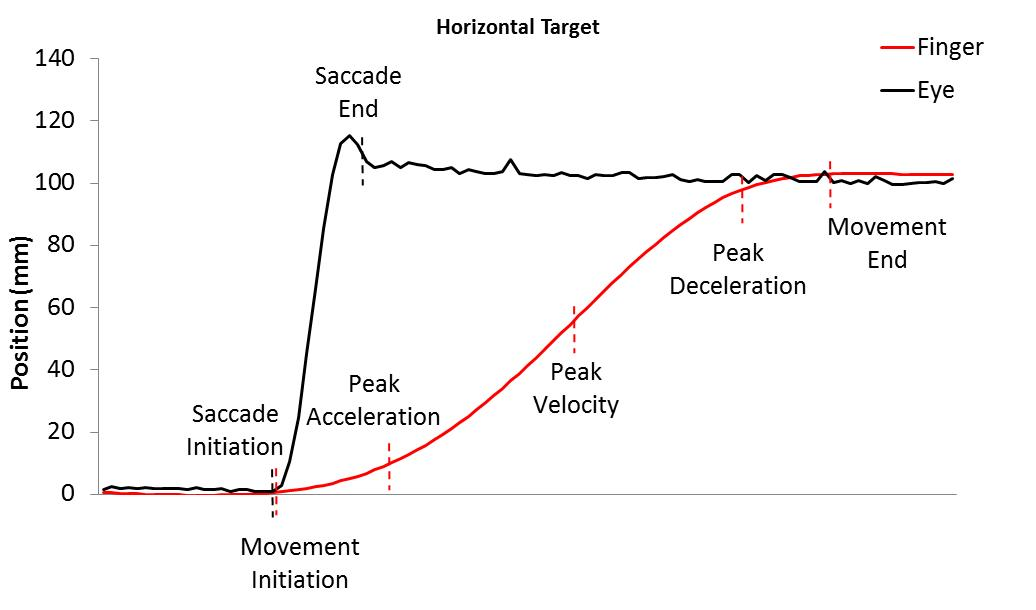 Horizontal Target
Finger
Eye
Position (mm)
140
120
100
80
60
40
20
0
Saccade
End
Saccade
Initiation
Movement
Initiation
Peak
Acceleration
Peak
Velocity
Peak
Deceleration
Movement
End